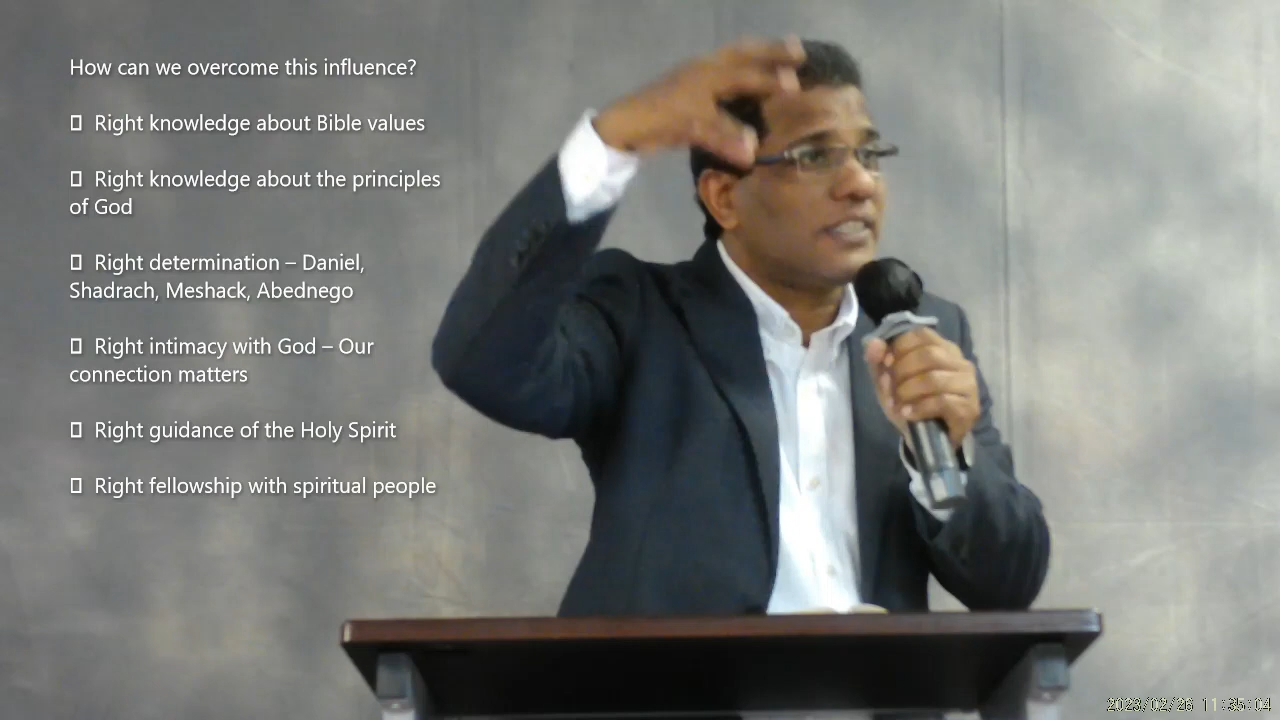 How can we overcome this influence?
▯ Right knowledge about Bible values
▯ Right knowledge about the principles
of God
▯ Right determination – Daniel,
Shadrach, Meshack, Abednego
▯ Right intimacy with God – Our
connection matters
▯ Right guidance of the Holy Spirit
▯ Right fellowship with spiritual people
2023/02/26 11:35:04